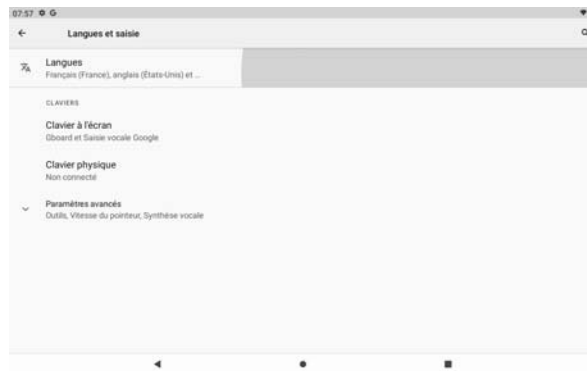 07:57 G
Langues et saisie
Langues
Français (France), anglais (États-Unis) et ...
CLAVIERS
Clavier à l'écran
Gboard et Saisie vocale Google
Clavier physique
Non connecté
Paramètres avancés
Outils, Vitesse du pointeur, Synthèse vocale